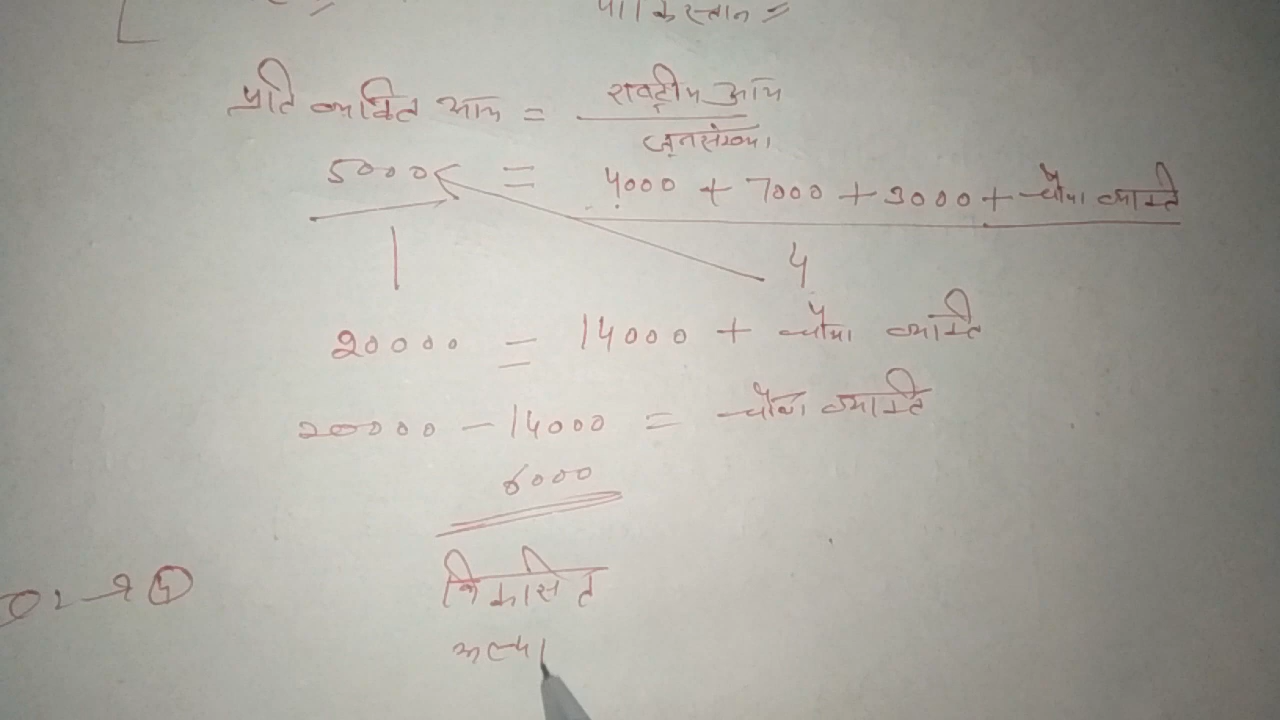 पाकिस्तान =
प्रति व्यक्ति आय = राष्ट्रीय आय
जनसंख्या
5000 = 4000 + 7000 + 3000 + चौथा व्यक्ति
1 4
20000 = 14000 + चौथा व्यक्ति
20000 - 14000 = चौथा व्यक्ति
6000
विकसित
अल्प